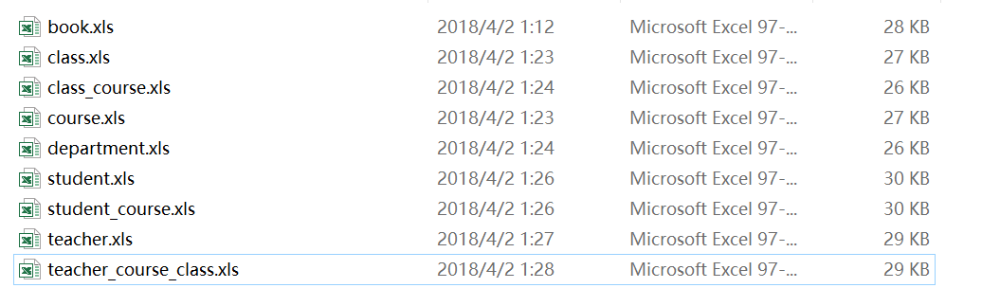 book.xls 2018/4/2 1:12 Microsoft Excel 97-... 28 KB
class.xls 2018/4/2 1:23 Microsoft Excel 97-... 27 KB
class_course.xls 2018/4/2 1:24 Microsoft Excel 97-... 26 KB
course.xls 2018/4/2 1:23 Microsoft Excel 97-... 27 KB
department.xls 2018/4/2 1:24 Microsoft Excel 97-... 26 KB
student.xls 2018/4/2 1:26 Microsoft Excel 97-... 30 KB
student_course.xls 2018/4/2 1:26 Microsoft Excel 97-... 30 KB
teacher.xls 2018/4/2 1:27 Microsoft Excel 97-... 29 KB
teacher_course_class.xls 2018/4/2 1:28 Microsoft Excel 97-... 29 KB